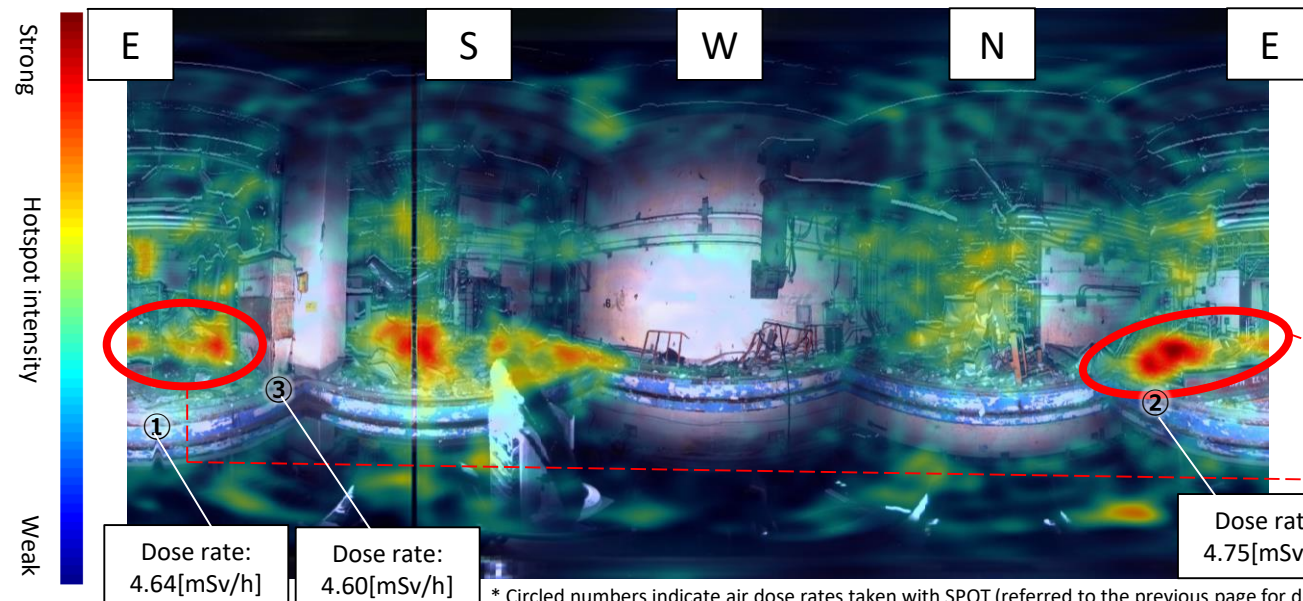 Strong
Hotspot intensity
Weak
E
S
W
N
E
①
③
②
Dose rate:
4.64[mSv/h]
Dose rate:
4.60[mSv/h]
Dose
4.75[mSv
* Circled numbers indicate air dose rates taken with SPOT (referred to the previous page for